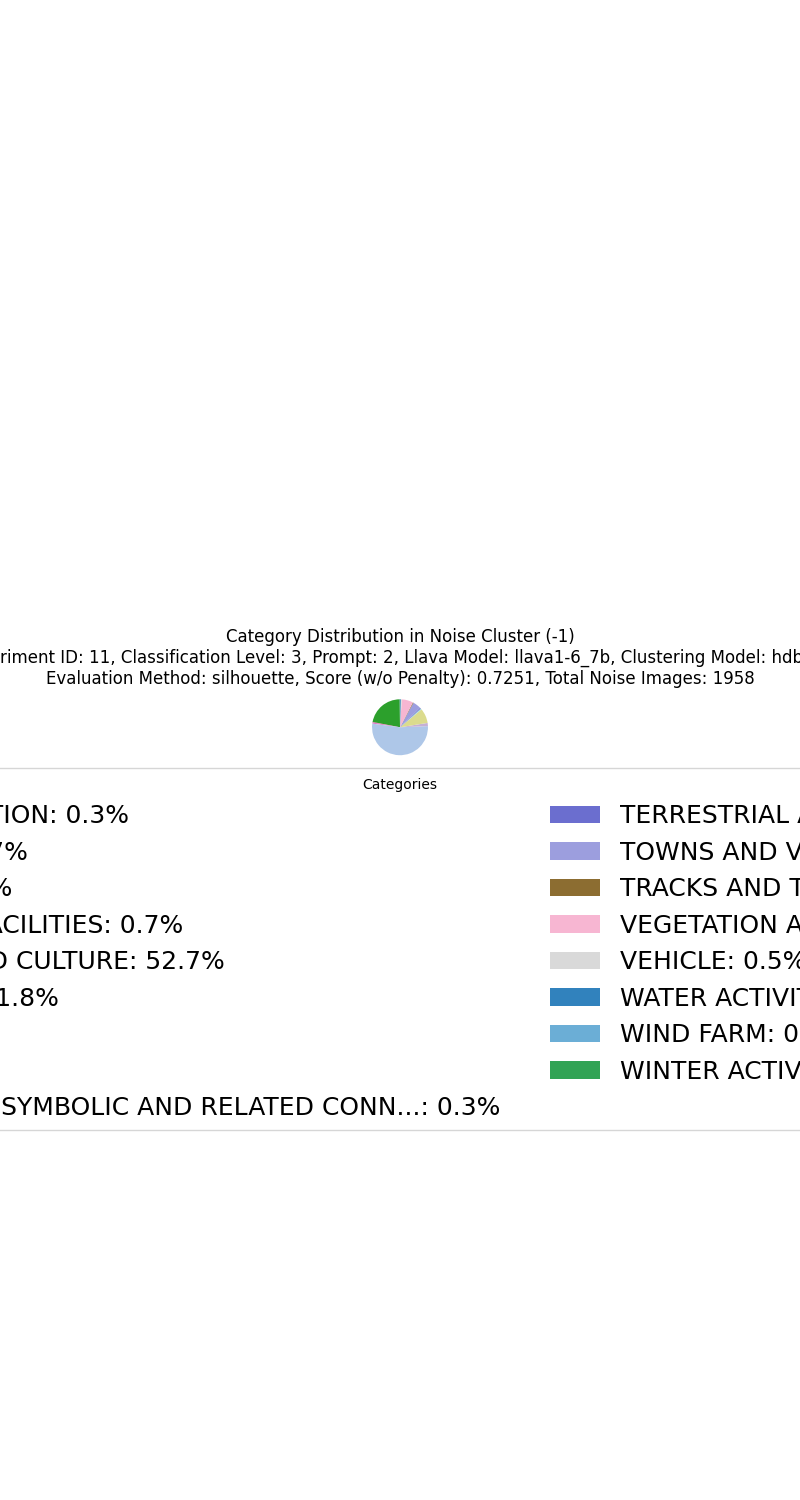 Category Distribution in Noise Cluster (-1)
riment ID: 11, Classification Level: 3, Prompt: 2, Llava Model: llava1-6_7b, Clustering Model: hdb
Evaluation Method: silhouette, Score (w/o Penalty): 0.7251, Total Noise Images: 1958
Categories
TION: 0.3%
%
%
ACILITIES: 0.7%
D CULTURE: 52.7%
1.8%
SYMBOLIC AND RELATED CONN...: 0.3%
TERRESTRIAL A
TOWNS AND V
TRACKS AND T
VEGETATION A
VEHICLE: 0.5%
WATER ACTIVIT
WIND FARM: 0
WINTER ACTIV